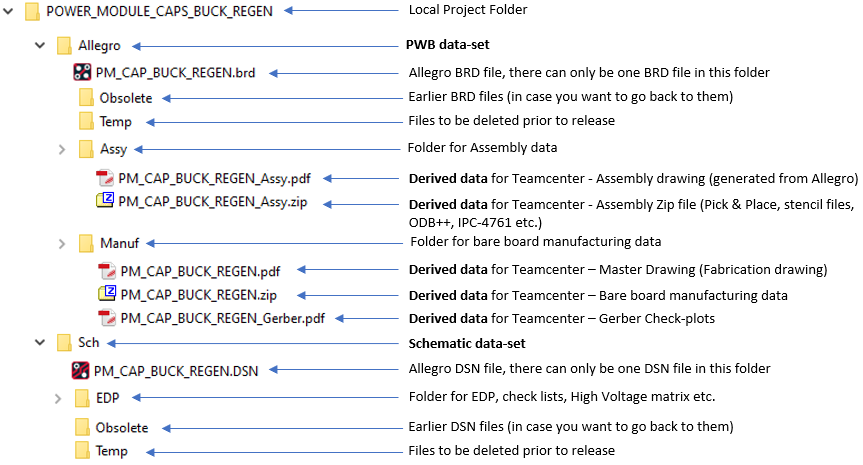 POWER_MODULE_CAPS_BUCK_REGEN Local Project Folder
Allegro PWB data-set
PM_CAP_BUCK_REGEN.brd Allegro BRD file, there can only be one BRD file in this folder
Obsolete Earlier BRD files (in case you want to go back to them)
Temp Files to be deleted prior to release
Assy Folder for Assembly data
PM_CAP_BUCK_REGEN_Assy.pdf Derived data for Teamcenter - Assembly drawing (generated from Allegro)
PM_CAP_BUCK_REGEN_Assy.zip Derived data for Teamcenter - Assembly Zip file (Pick & Place, stencil files,
ODB++, IPC-4761 etc.)
Manuf Folder for bare board manufacturing data
PM_CAP_BUCK_REGEN.pdf Derived data for Teamcenter – Master Drawing (Fabrication drawing)
PM_CAP_BUCK_REGEN.zip Derived data for Teamcenter – Bare board manufacturing data
PM_CAP_BUCK_REGEN_Gerber.pdf Derived data for Teamcenter – Gerber Check-plots
Sch Schematic data-set
PM_CAP_BUCK_REGEN.DSN Allegro DSN file, there can only be one DSN file in this folder
EDP Folder for EDP, check lists, High Voltage matrix etc.
Obsolete Earlier DSN files (in case you want to go back to them)
Temp Files to be deleted prior to release